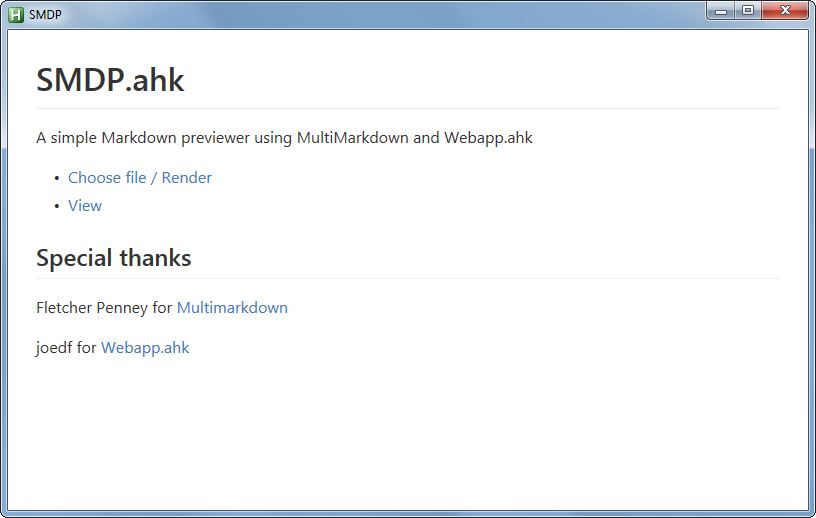 SMDP
SMDP.ahk
A simple Markdown previewer using MultiMarkdown and Webapp.ahk
• Choose file / Render
• View
Special thanks
Fletcher Penney for Multimarkdown
joedf for Webapp.ahk